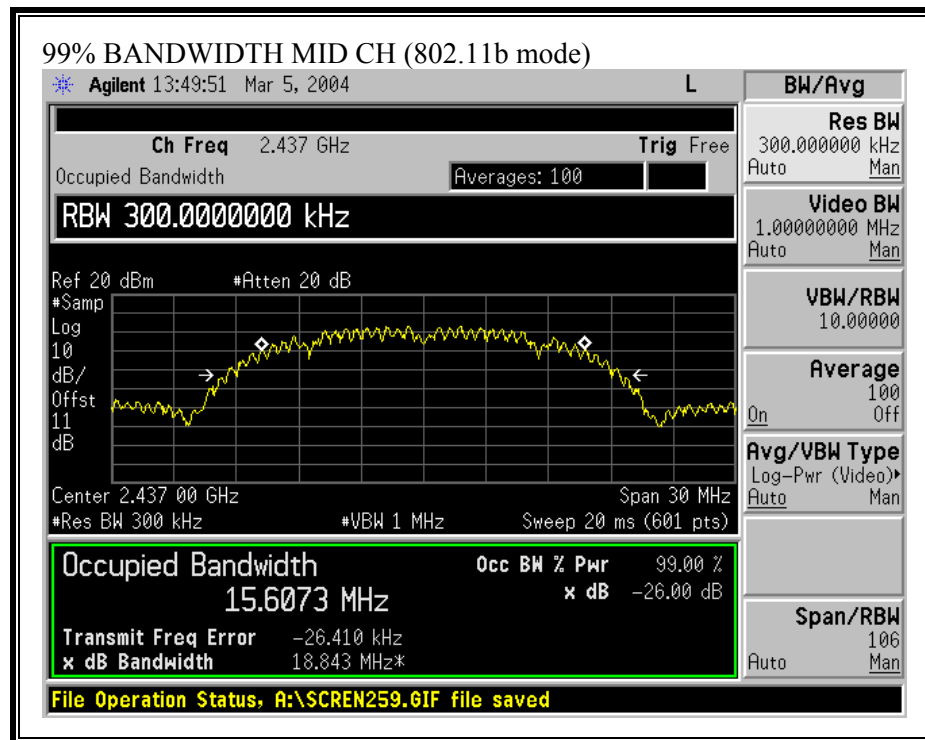 99% BANDWIDTH MID CH (802.11b mode)
Agilent 13:49:51 Mar 5, 2004 L
BW/Avg
Ch Freq 2.437 GHz Trig Free
Occupied Bandwidth Averages: 100
RBW 300.0000000 kHz
Ref 20 dBm #Atten 20 dB
#Samp
Log
10
dB/
Offst
11
dB
Center 2.437 00 GHz Span 30 MHz
#Res BW 300 kHz #VBW 1 MHz Sweep 20 ms (601 pts)
Occupied Bandwidth Occ BW % Pwr 99.00 %
15.6073 MHz x dB -26.00 dB
Transmit Freq Error -26.410 kHz
x dB Bandwidth 18.843 MHz*
Res BW
300.000000 kHz
Auto Man
Video BW
1.00000000 MHz
Auto Man
VBW/RBW
10.00000
Average
100
On Off
Avg/VBW Type
Log-Pwr (Video)
Auto Man
Span/RBW
106
Auto Man
File Operation Status, A:\SCREN259.GIF file saved